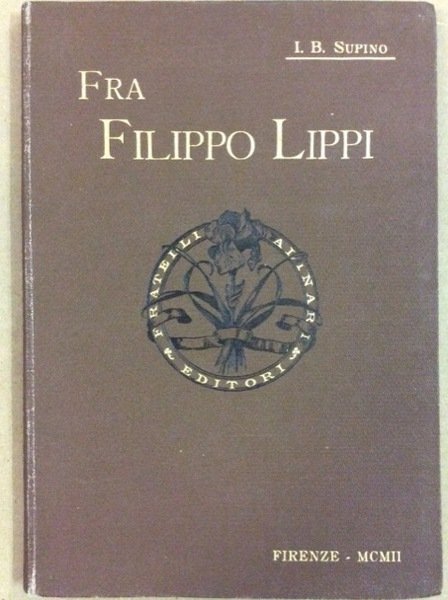 I. B. SUPINO
FRA
FILIPPO LIPPI
FRATELLI ALINARI
EDITORI
FIRENZE - MCMII